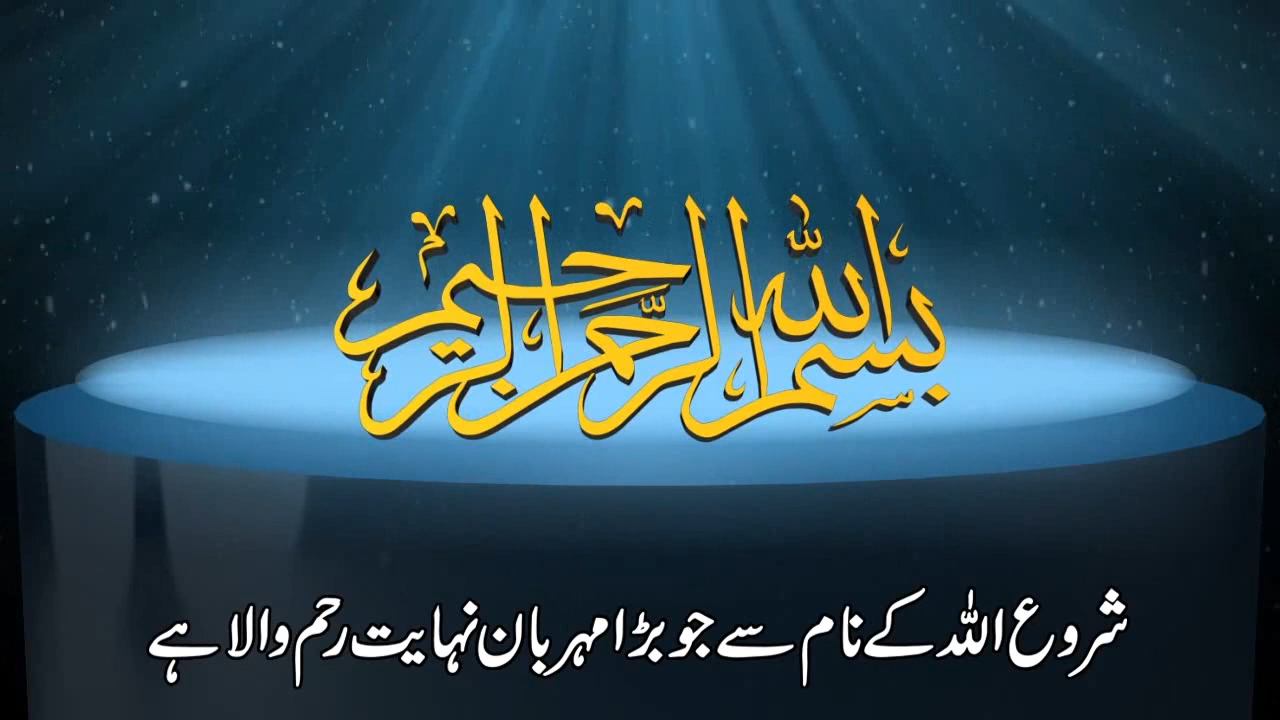 بسم الله الرحمن الرحيم
شروع اللہ کے نام سے جو بڑا مہربان نہایت رحم والا ہے